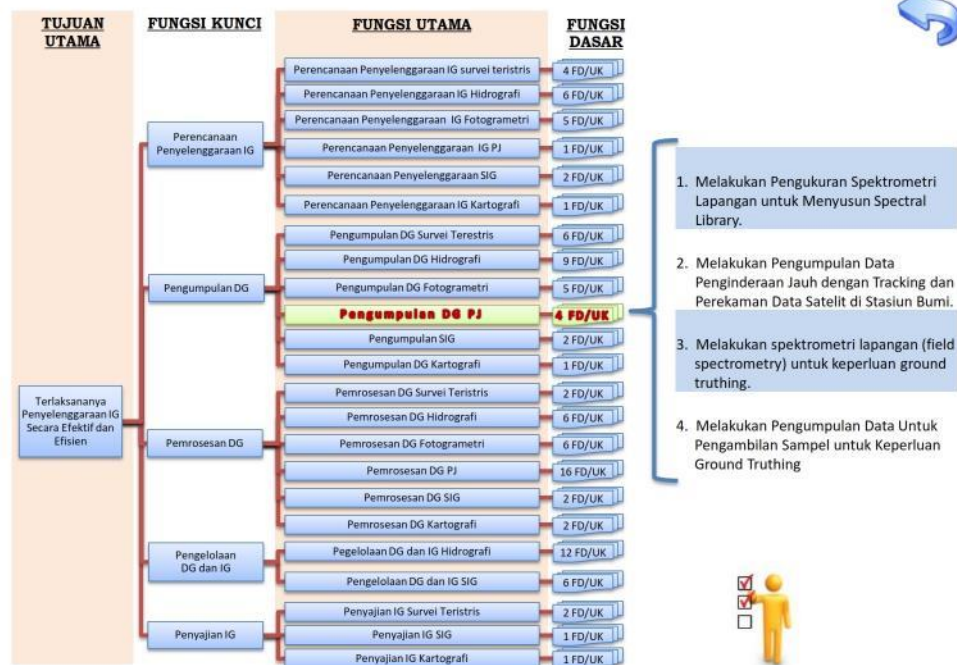 TUJUAN
UTAMA
FUNGSI KUNCI
FUNGSI UTAMA
FUNGSI
DASAR
Terlaksananya
Penyelenggaraan IG
Secara Efektif dan
Efisien
Perencanaan
Penyelenggaraan IG
Perencanaan Penyelenggaraan IG survei teristris
4 FD/UK
Perencanaan Penyelenggaraan IG Hidrografi
6 FD/UK
Perencanaan Penyelenggaraan IG Fotogrametri
5 FD/UK
Perencanaan Penyelenggaraan IG PJ
1 FD/UK
Perencanaan Penyelenggaraan SIG
2 FD/UK
Perencanaan Penyelenggaraan IG Kartografi
1 FD/UK
Pengumpulan DG
Pengumpulan DG Survei Terestris
6 FD/UK
Pengumpulan DG Hidrografi
9 FD/UK
Pengumpulan DG Fotogrametri
5 FD/UK
Pengumpulan DG PJ
4 FD/UK
Pengumpulan SIG
2 FD/UK
Pengumpulan DG Kartografi
1 FD/UK
Pemrosesan DG
Pemrosesan DG Survei Teristris
2 FD/UK
Pemrosesan DG Hidrografi
6 FD/UK
Pemrosesan DG Fotogrametri
6 FD/UK
Pemrosesan DG PJ
16 FD/UK
Pemrosesan DG SIG
2 FD/UK
Pemrosesan DG Kartografi
2 FD/UK
Pengelolaan
DG dan IG
Pegelolaan DG dan IG Hidrografi
12 FD/UK
Pengelolaan DG dan IG SIG
6 FD/UK
Penyajian IG
Penyajian IG Survei Teristris
2 FD/UK
Penyajian IG SIG
1 FD/UK
Penyajian IG Kartografi
1 FD/UK
1. Melakukan Pengukuran Spektrometri
Lapangan untuk Menyusun Spectral
Library.
2. Melakukan Pengumpulan Data
Penginderaan Jauh dengan Tracking dan
Perekaman Data Satelit di Stasiun Bumi.
3. Melakukan spektrometri lapangan (field
spectrometry) untuk keperluan ground
truthing.
4. Melakukan Pengumpulan Data Untuk
Pengambilan Sampel untuk Keperluan
Ground Truthing